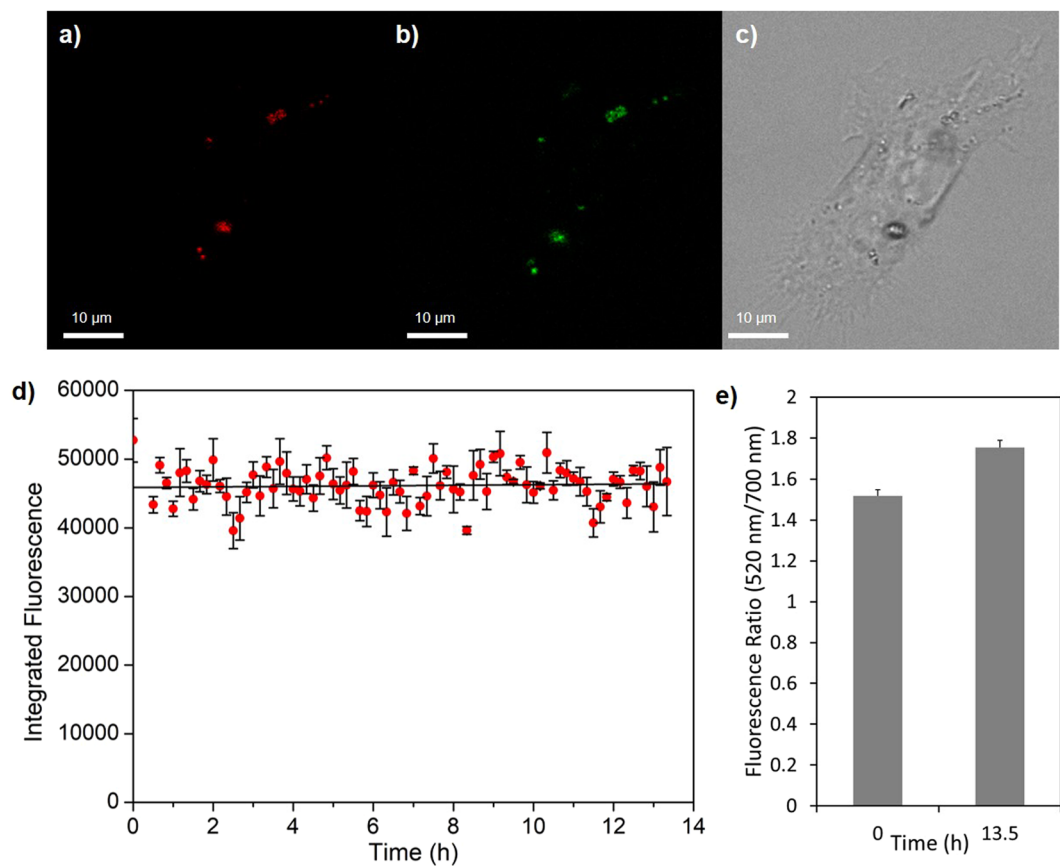 a)
b)
c)
10 µm
10 µm
10 µm
d)
60000
50000
40000
30000
20000
10000
0
Integrated Fluorescence
0 2 4 6 8 10 12 14
Time (h)
e)
2
1.8
1.6
1.4
1.2
1
0.8
0.6
0.4
0.2
0
Fluorescence Ratio (520 nm/700 nm)
0 13.5
Time (h)